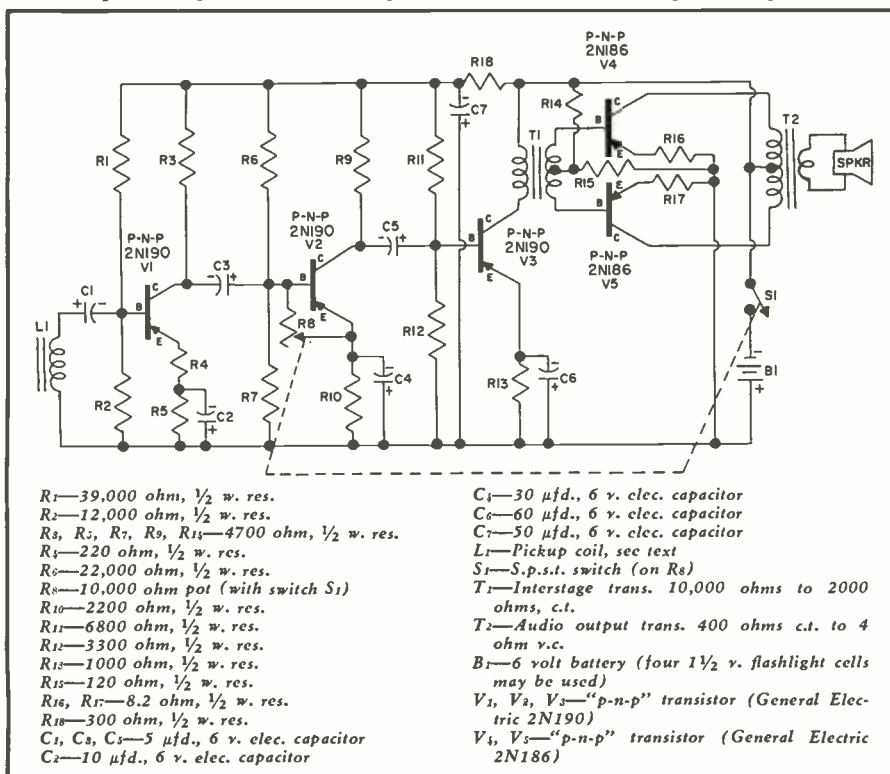 P-N-P
2N186
V4
R18
C7
R14
R1
R3
R6
R9
R11
T1
B
C
E
R16
T2
SPKR
R15
R17
P-N-P
2N190
V1
P-N-P
2N190
V2
C5
P-N-P
2N190
V3
P-N-P
2N186
V5
C1
C3
B
C
E
B
C
E
B
C
E
B
E
C
S1
L1
R8
R12
R4
R2
R5
C2
R7
R10
C4
R13
C6
B1
R1—39,000 ohm, ½ w. res.
R2—12,000 ohm, ½ w. res.
R3, R5, R7, R9, R14—4700 ohm, ½ w. res.
R4—220 ohm, ½ w. res.
R6—22,000 ohm, ½ w. res.
R8—10,000 ohm pot (with switch S1)
R10—2200 ohm, ½ w. res.
R11—6800 ohm, ½ w. res.
R12—3300 ohm, ½ w. res.
R13—1000 ohm, ½ w. res.
R15—120 ohm, ½ w. res.
R16, R17—8.2 ohm, ½ w. res.
R18—300 ohm, ½ w. res.
C1, C3, C5—5 μfd., 6 v. elec. capacitor
C2—10 μfd., 6 v. elec. capacitor
C4—30 μfd., 6 v. elec. capacitor
C6—60 μfd., 6 v. elec. capacitor
C7—50 μfd., 6 v. elec. capacitor
L1—Pickup coil, see text
S1—S.p.s.t. switch (on R8)
T1—Interstage trans. 10,000 ohms to 2000
ohms, c.t.
T2—Audio output trans. 400 ohms c.t. to 4
ohm v.c.
B1—6 volt battery (four 1½ v. flashlight cells
may be used)
V1, V2, V3—"p-n-p" transistor (General Elec-
tric 2N190)
V4, V5—"p-n-p" transistor (General Electric
2N186)